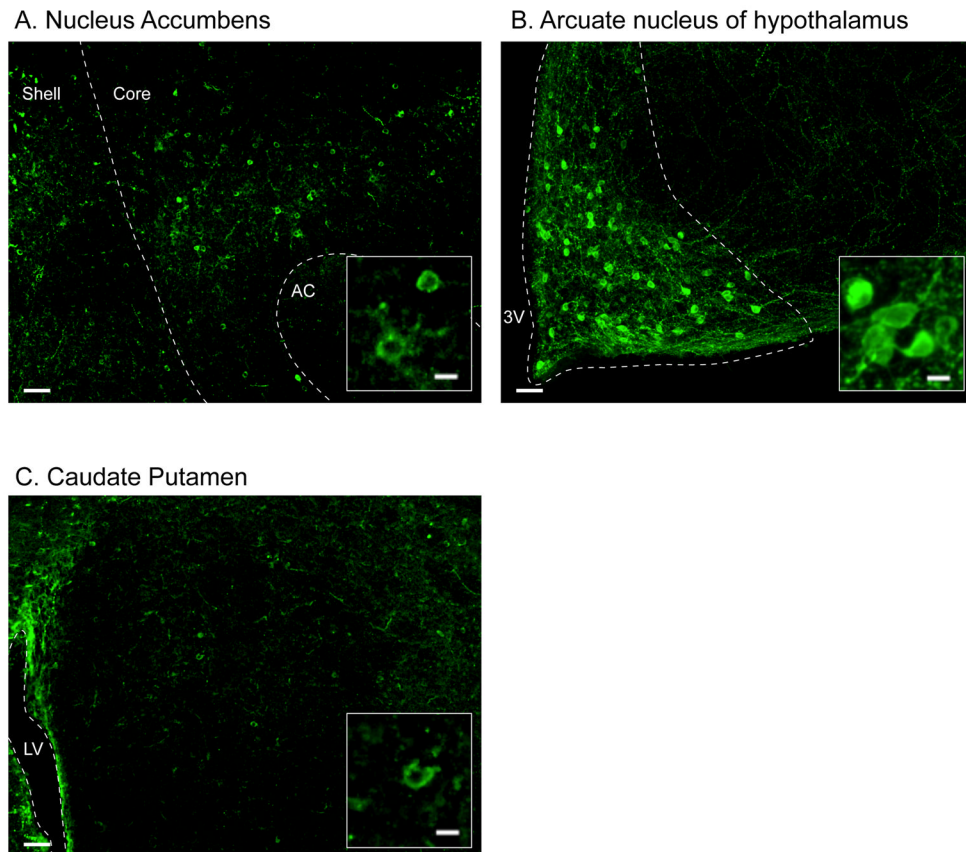 A. Nucleus Accumbens
B. Arcuate nucleus of hypothalamus
Shell
Core
AC
3V
C. Caudate Putamen
LV